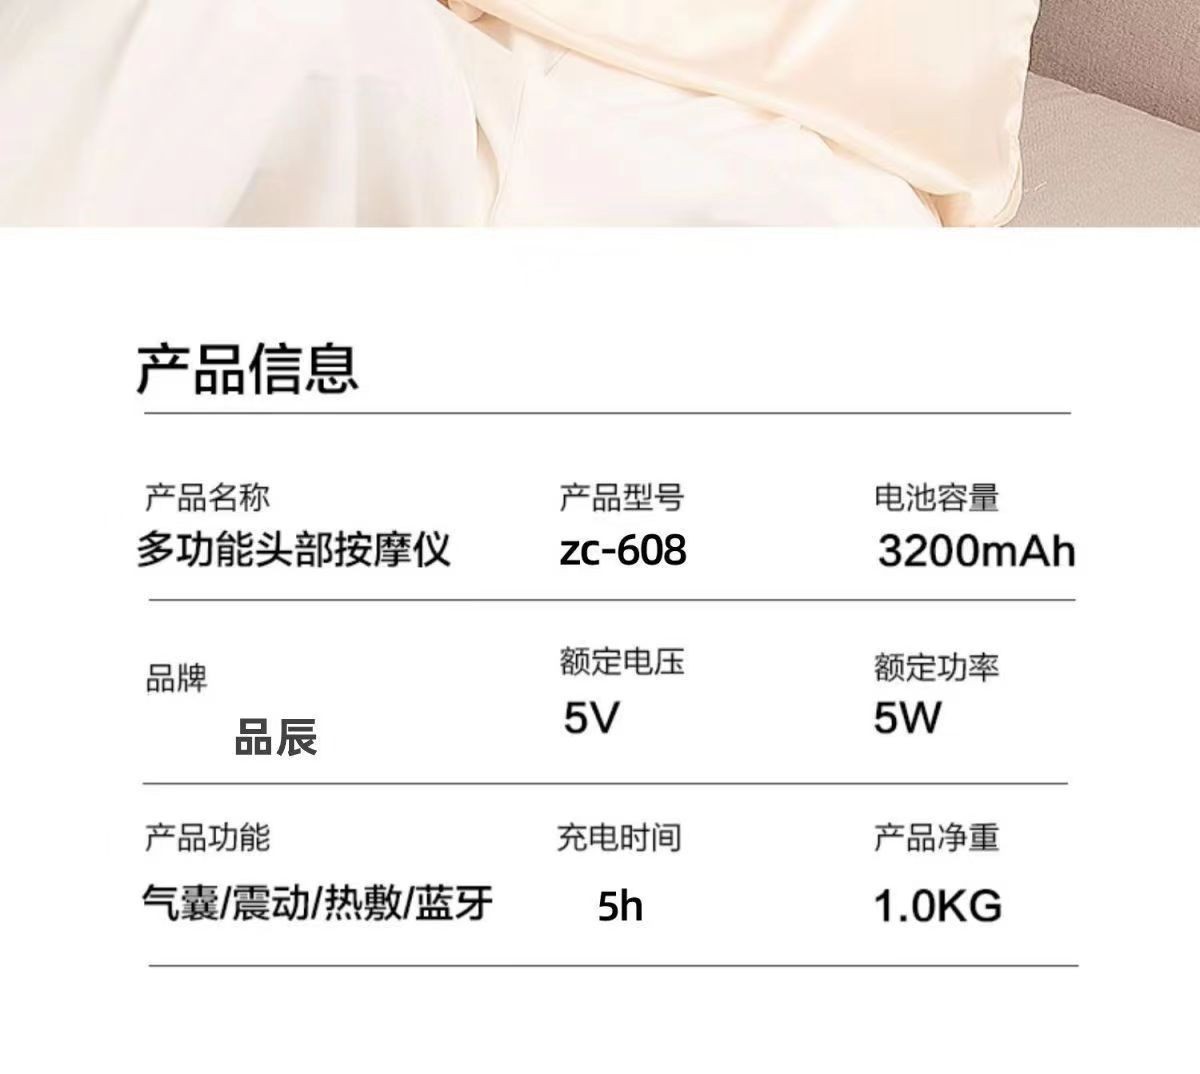 产品信息
产品名称 产品型号 电池容量
多功能头部按摩仪 zc-608 3200mAh
品牌 额定电压 额定功率
品辰 5V 5W
产品功能 充电时间 产品净重
气囊/震动/热敷/蓝牙 5h 1.0KG